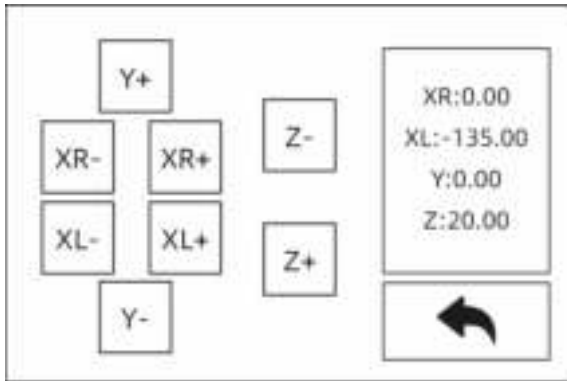 Y+
XR-
XR+
XL-
XL+
Y-
Z-
Z+
XR:0.00
XL:-135.00
Y:0.00
Z:20.00